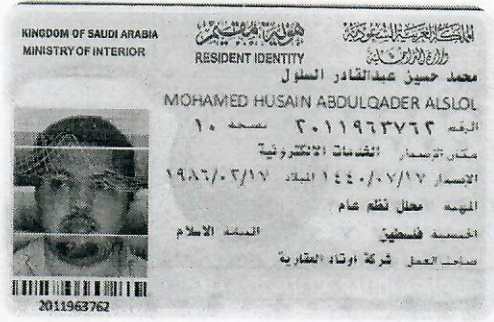 KINGDOM OF SAUDI ARABIA
MINISTRY OF INTERIOR
هوية مقيم
RESIDENT IDENTITY
المملكة العربية السعودية
وزارة الداخلية
محمد حسين عبدالقادر السلول
MOHAMED HUSAIN ABDULQADER ALSLOL
الرقم ٢٠١١٩٦٣٧٦٢ نسخة ١٠
مكان الإصدار الخدمات الالكترونية
الإصدار ١٤٤٠/٠٧/١٧ الميلاد ١٩٨٦/٠٢/١٧
المهنة محلل نظم عام
الجنسية فلسطين الديانة الاسلام
صاحب العمل شركة اوتاد العقارية
2011963762